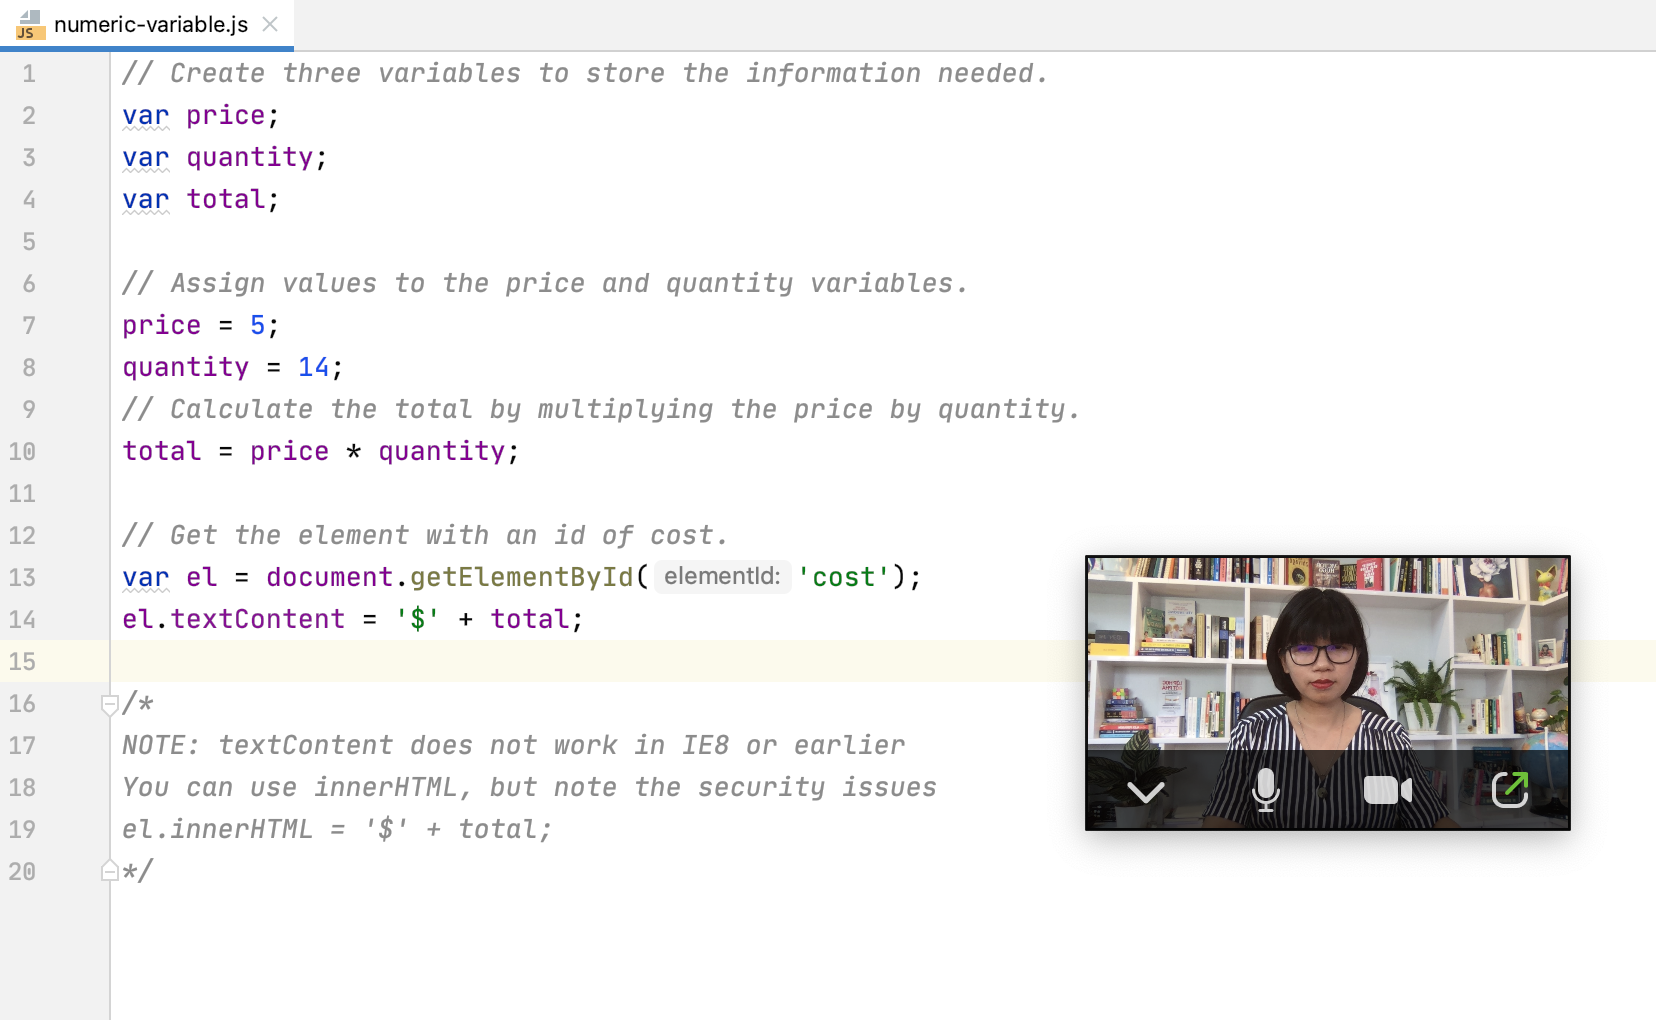 JS numeric-variable.js
1 // Create three variables to store the information needed.
2 var price;
3 var quantity;
4 var total;
5
6 // Assign values to the price and quantity variables.
7 price = 5;
8 quantity = 14;
9 // Calculate the total by multiplying the price by quantity.
10 total = price * quantity;
11
12 // Get the element with an id of cost.
13 var el = document.getElementById( elementId: 'cost');
14 el.textContent = '$' + total;
15
16 /*
17 NOTE: textContent does not work in IE8 or earlier
18 You can use innerHTML, but note the security issues
19 el.innerHTML = '$' + total;
20 */